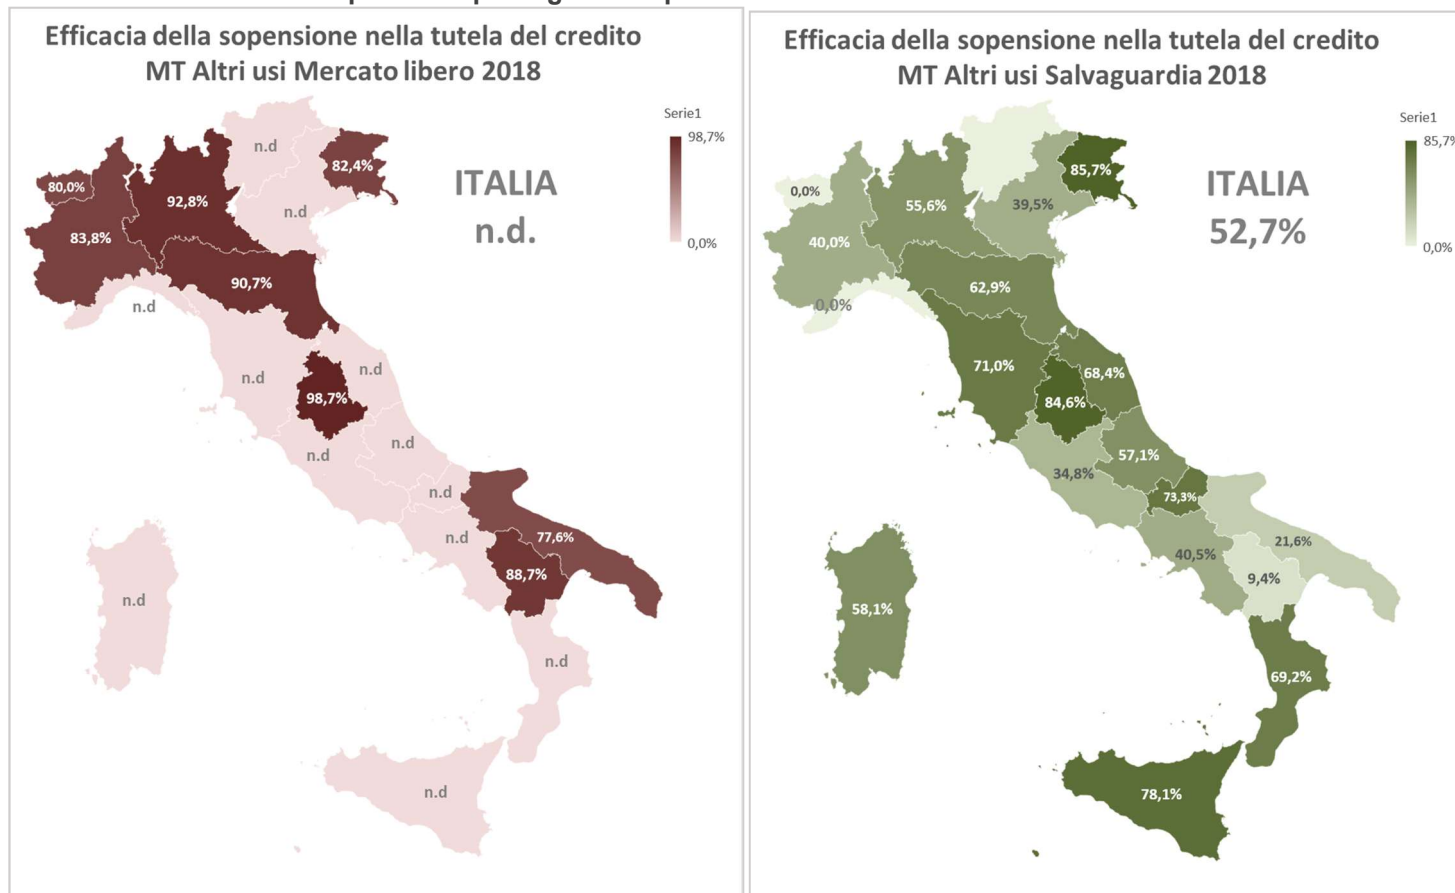 Efficacia della sopensione nella tutela del credito
MT Altri usi Mercato libero 2018
Serie1
98,7%
0,0%
ITALIA
n.d.
n.d
82,4%
80,0%
92,8%
n.d
83,8%
90,7%
n.d
n.d
n.d
98,7%
n.d
n.d
n.d
n.d
77,6%
88,7%
n.d
n.d
n.d
Efficacia della sopensione nella tutela del credito
MT Altri usi Salvaguardia 2018
Serie1
85,7%
0,0%
ITALIA
52,7%
85,7%
0,0%
55,6%
39,5%
40,0%
62,9%
0,0%
71,0%
68,4%
84,6%
57,1%
34,8%
73,3%
21,6%
40,5%
9,4%
58,1%
69,2%
78,1%